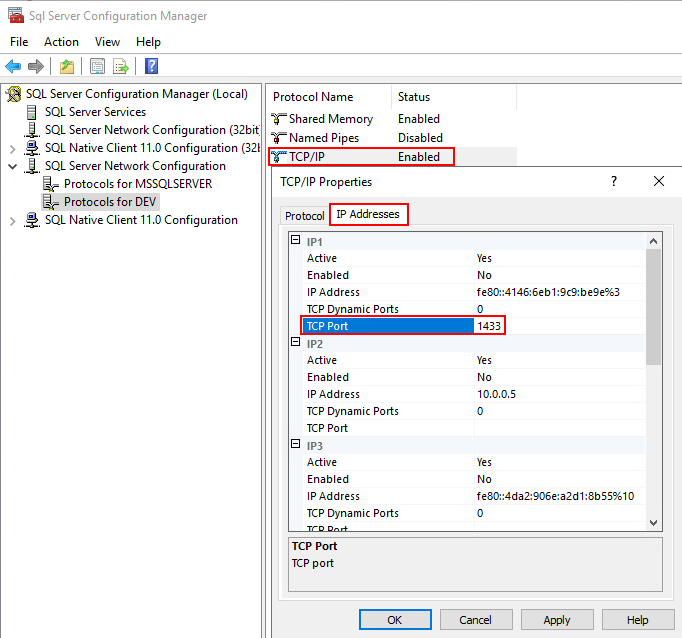 Sql Server Configuration Manager
File Action View Help
?
SQL Server Configuration Manager (Local)
SQL Server Services
SQL Server Network Configuration (32bit
SQL Native Client 11.0 Configuration (32b
SQL Server Network Configuration
Protocols for MSSQLSERVER
Protocols for DEV
SQL Native Client 11.0 Configuration
Protocol Name Status
Shared Memory Enabled
Named Pipes Disabled
TCP/IP Enabled
TCP/IP Properties ?
Protocol IP Addresses
IP1
Active Yes
Enabled No
IP Address fe80::4146:6eb1:9c9:be9e%3
TCP Dynamic Ports 0
TCP Port 1433
IP2
Active Yes
Enabled No
IP Address 10.0.0.5
TCP Dynamic Ports 0
TCP Port
IP3
Active Yes
Enabled No
IP Address fe80::4da2:906e:a2d1:8b55%10
TCP Dynamic Ports 0
TCP Port
TCP Port
TCP port
OK Cancel Apply Help